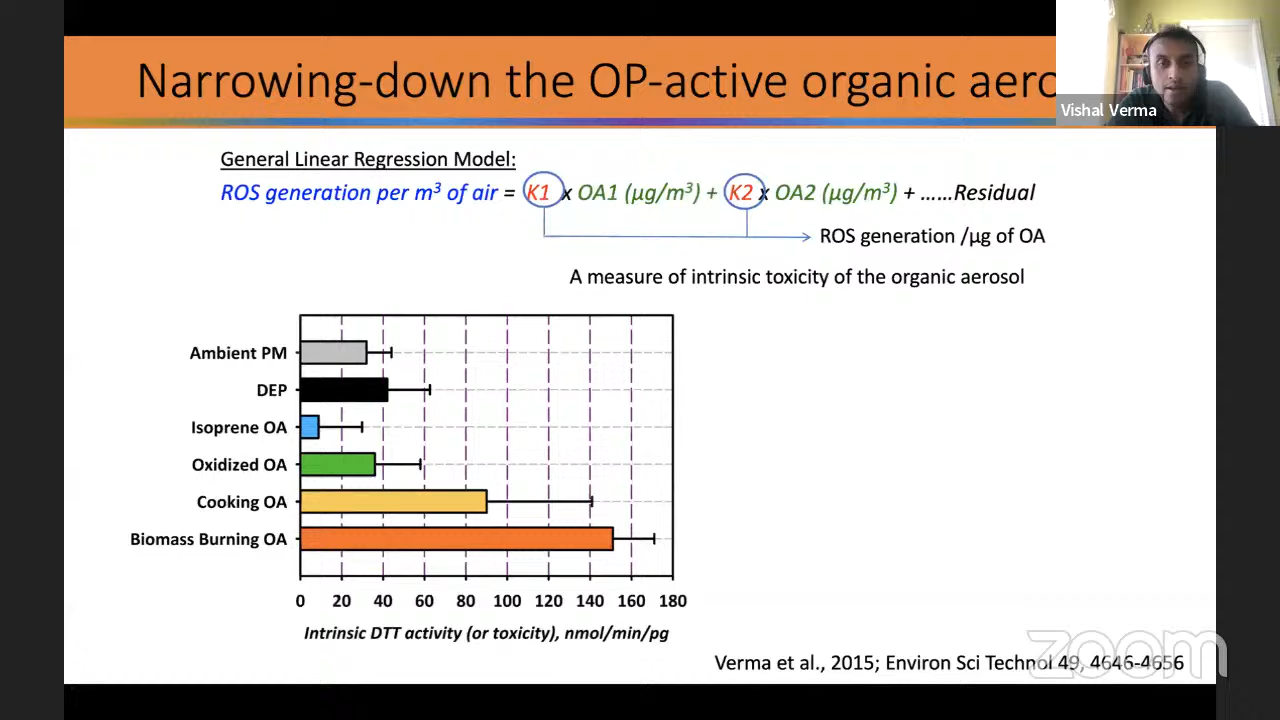 Narrowing-down the OP-active organic aero
Vishal Verma
General Linear Regression Model:
ROS generation per m³ of air = K1 x OA1 (µg/m³) + K2 x OA2 (µg/m³) + ......Residual
ROS generation /µg of OA
A measure of intrinsic toxicity of the organic aerosol
Ambient PM
DEP
Isoprene OA
Oxidized OA
Cooking OA
Biomass Burning OA
0 20 40 60 80 100 120 140 160 180
Intrinsic DTT activity (or toxicity), nmol/min/pg
Verma et al., 2015; Environ Sci Technol 49, 4646-4656
zoom